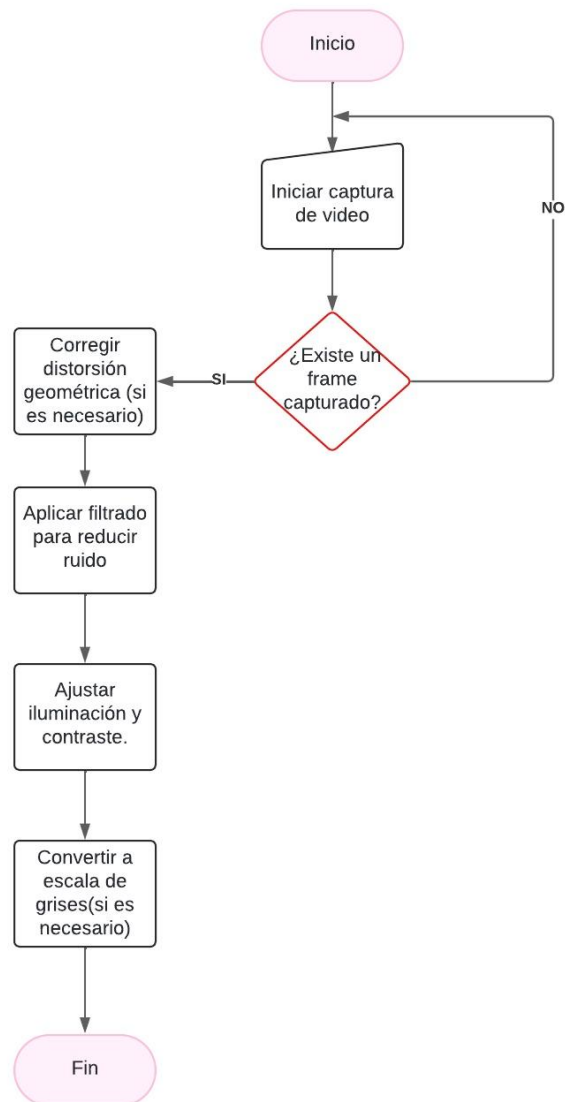 Inicio
Iniciar captura
de video
NO
¿Existe un
frame
capturado?
SI
Corregir
distorsión
geométrica (si
es necesario)
Aplicar filtrado
para reducir
ruido
Ajustar
iluminación y
contraste.
Convertir a
escala de
grises(si es
necesario)
Fin